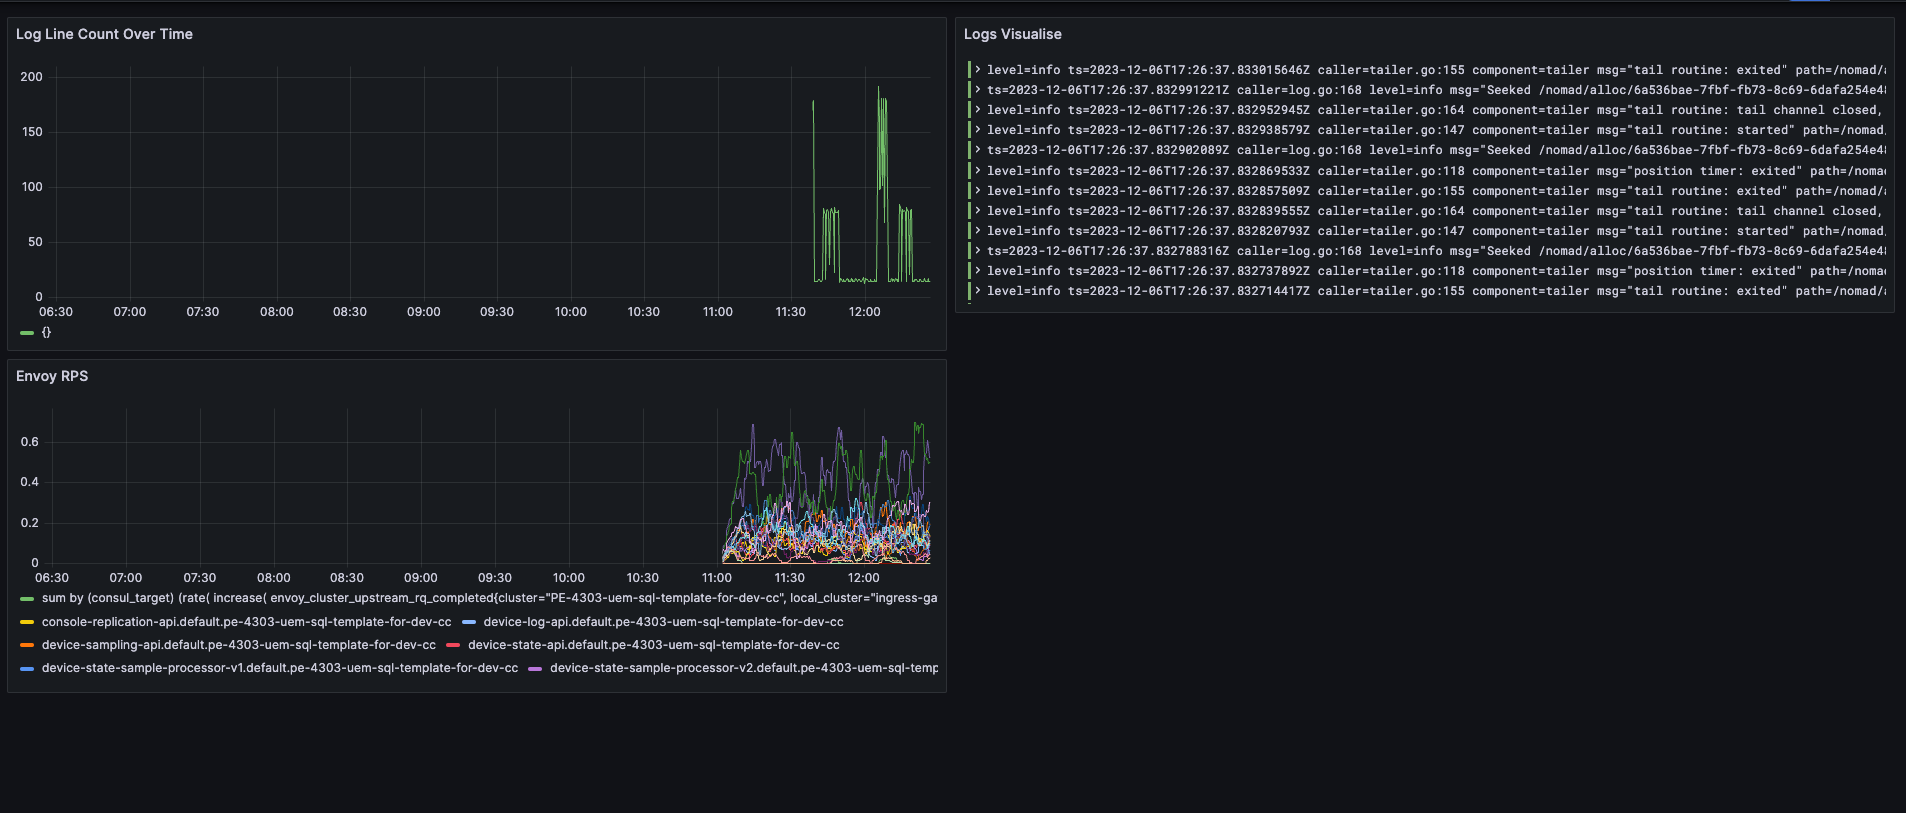 Log Line Count Over Time
200
150
100
50
0
06:30 07:00 07:30 08:00 08:30 09:00 09:30 10:00 10:30 11:00 11:30 12:00
{}
Logs Visualise
level=info ts=2023-12-06T17:26:37.833015646Z caller=tailer.go:155 component=tailer msg="tail routine: exited" path=/nomad/a
ts=2023-12-06T17:26:37.832991221Z caller=log.go:168 level=info msg="Seeked /nomad/alloc/6a536bae-7fbf-fb73-8c69-6dafa254e48
level=info ts=2023-12-06T17:26:37.832952945Z caller=tailer.go:164 component=tailer msg="tail routine: tail channel closed,
level=info ts=2023-12-06T17:26:37.832938579Z caller=tailer.go:147 component=tailer msg="tail routine: started" path=/nomad/
ts=2023-12-06T17:26:37.832902089Z caller=log.go:168 level=info msg="Seeked /nomad/alloc/6a536bae-7fbf-fb73-8c69-6dafa254e48
level=info ts=2023-12-06T17:26:37.832869533Z caller=tailer.go:118 component=tailer msg="position timer: exited" path=/nomad
level=info ts=2023-12-06T17:26:37.832857509Z caller=tailer.go:155 component=tailer msg="tail routine: exited" path=/nomad/a
level=info ts=2023-12-06T17:26:37.832839555Z caller=tailer.go:164 component=tailer msg="tail routine: tail channel closed,
level=info ts=2023-12-06T17:26:37.832820793Z caller=tailer.go:147 component=tailer msg="tail routine: started" path=/nomad/
ts=2023-12-06T17:26:37.832788316Z caller=log.go:168 level=info msg="Seeked /nomad/alloc/6a536bae-7fbf-fb73-8c69-6dafa254e48
level=info ts=2023-12-06T17:26:37.832737892Z caller=tailer.go:118 component=tailer msg="position timer: exited" path=/nomad
level=info ts=2023-12-06T17:26:37.832714417Z caller=tailer.go:155 component=tailer msg="tail routine: exited" path=/nomad/a
Envoy RPS
0.6
0.4
0.2
0
06:30 07:00 07:30 08:00 08:30 09:00 09:30 10:00 10:30 11:00 11:30 12:00
sum by (consul_target) (rate( increase( envoy_cluster_upstream_rq_completed{cluster="PE-4303-uem-sql-template-for-dev-cc", local_cluster="ingress-ga
console-replication-api.default.pe-4303-uem-sql-template-for-dev-cc device-log-api.default.pe-4303-uem-sql-template-for-dev-cc
device-sampling-api.default.pe-4303-uem-sql-template-for-dev-cc device-state-api.default.pe-4303-uem-sql-template-for-dev-cc
device-state-sample-processor-v1.default.pe-4303-uem-sql-template-for-dev-cc device-state-sample-processor-v2.default.pe-4303-uem-sql-temp